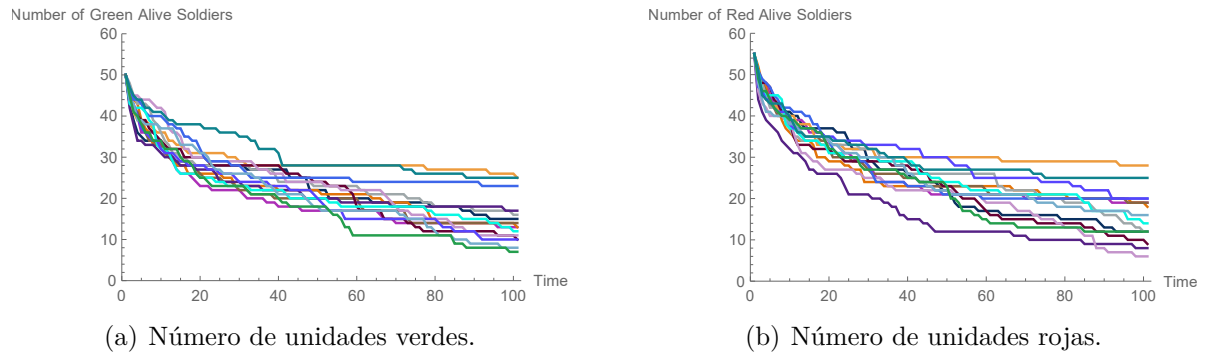 Number of Green Alive Soldiers
60
50
40
30
20
10
0
0 20 40 60 80 100
Time
(a) Número de unidades verdes.
Number of Red Alive Soldiers
60
50
40
30
20
10
0
0 20 40 60 80 100
Time
(b) Número de unidades rojas.